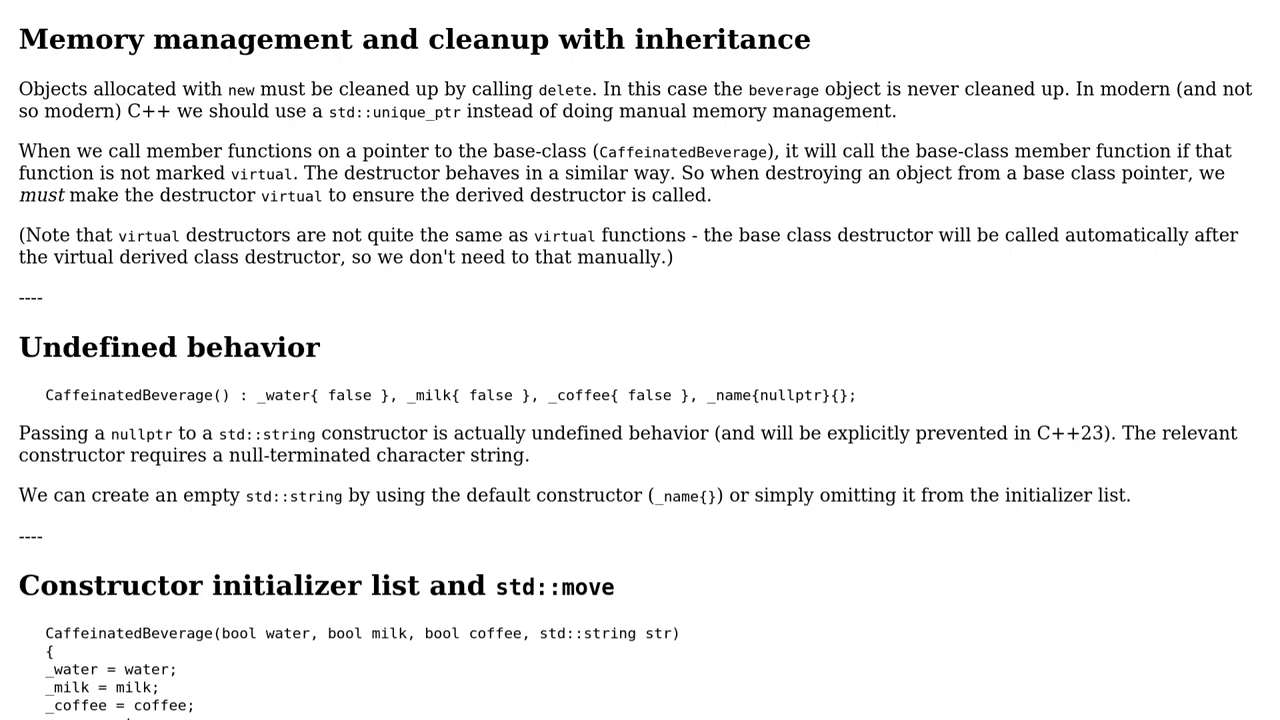 Memory management and cleanup with inheritance
Objects allocated with new must be cleaned up by calling delete. In this case the beverage object is never cleaned up. In modern (and not
so modern) C++ we should use a std::unique_ptr instead of doing manual memory management.
When we call member functions on a pointer to the base-class (CaffeinatedBeverage), it will call the base-class member function if that
function is not marked virtual. The destructor behaves in a similar way. So when destroying an object from a base class pointer, we
must make the destructor virtual to ensure the derived destructor is called.
(Note that virtual destructors are not quite the same as virtual functions - the base class destructor will be called automatically after
the virtual derived class destructor, so we don't need to that manually.)
----
Undefined behavior
CaffeinatedBeverage() : _water{ false }, _milk{ false }, _coffee{ false }, _name{nullptr}{};
Passing a nullptr to a std::string constructor is actually undefined behavior (and will be explicitly prevented in C++23). The relevant
constructor requires a null-terminated character string.
We can create an empty std::string by using the default constructor (_name{}) or simply omitting it from the initializer list.
----
Constructor initializer list and std::move
CaffeinatedBeverage(bool water, bool milk, bool coffee, std::string str)
{
_water = water;
_milk = milk;
_coffee = coffee;